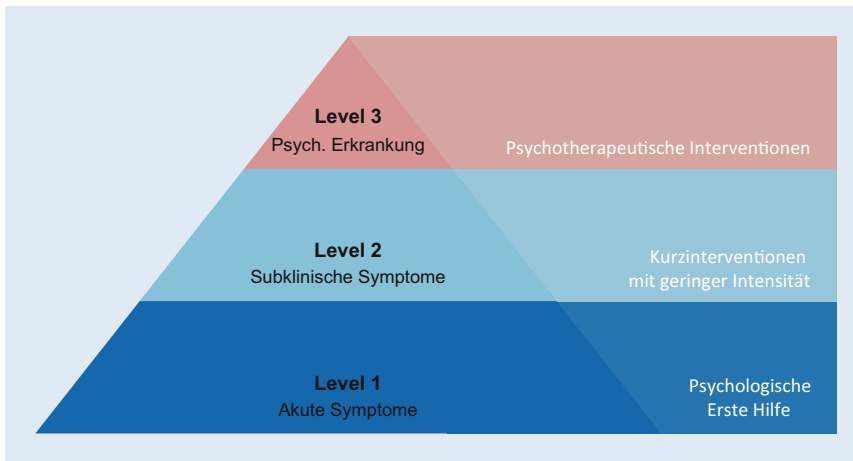 Level 3
Psych. Erkrankung
Psychotherapeutische Interventionen
Level 2
Subklinische Symptome
Kurzinterventionen
mit geringer Intensität
Level 1
Akute Symptome
Psychologische
Erste Hilfe